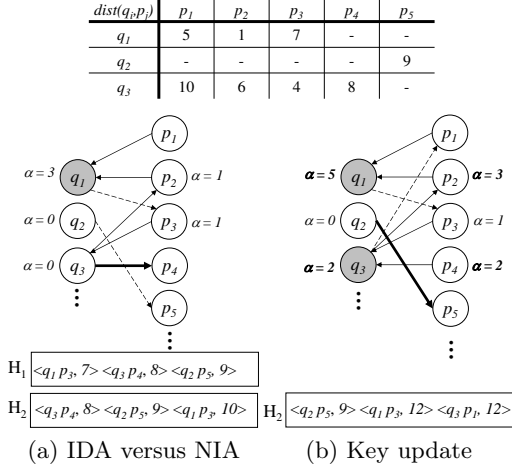 dist(qᵢ,pⱼ) p₁ p₂ p₃ p₄ p₅
q₁ 5 1 7 - -
q₂ - - - - 9
q₃ 10 6 4 8 -
p₁
α=3 q₁ p₂ α=1
α=0 q₂ p₃ α=1
α=0 q₃ p₄
p₅
p₁
α=5 q₁ p₂ α=3
α=0 q₂ p₃ α=1
α=2 q₃ p₄ α=2
p₅
H₁ <q₁ p₃, 7> <q₃ p₄, 8> <q₂ p₅, 9>
H₂ <q₃ p₄, 8> <q₂ p₅, 9> <q₁ p₃, 10>
H₂ <q₂ p₅, 9> <q₁ p₃, 12> <q₃ p₁, 12>
(a) IDA versus NIA
(b) Key update